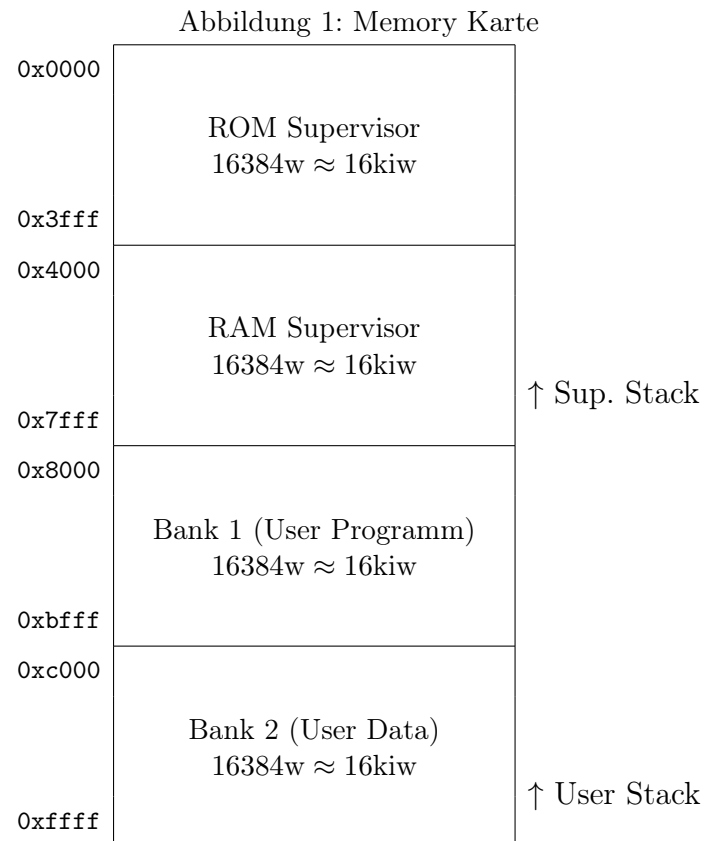 Abbildung 1: Memory Karte
0x0000
ROM Supervisor
16384w ≈ 16kiw
0x3fff
0x4000
RAM Supervisor
16384w ≈ 16kiw
↑ Sup. Stack
0x7fff
0x8000
Bank 1 (User Programm)
16384w ≈ 16kiw
0xbfff
0xc000
Bank 2 (User Data)
16384w ≈ 16kiw
↑ User Stack
0xffff